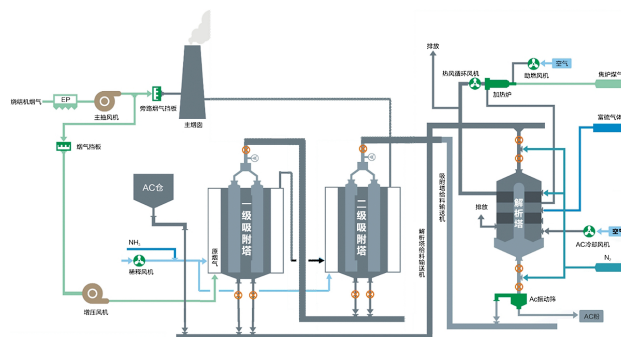 排放
热风循环风机
加热炉
助燃风机
空气
焦炉煤气
烧结机烟气
EP
主抽风机
旁路烟气挡板
主烟囱
富硫气体
烟气挡板
AC仓
一级吸附塔
二级吸附塔
吸附塔给料输送机
解析塔给料输送机
解析塔
排放
原烟气
NH₃
稀释风机
AC冷却风机
空气
N₂
增压风机
Ac振动筛
AC粉